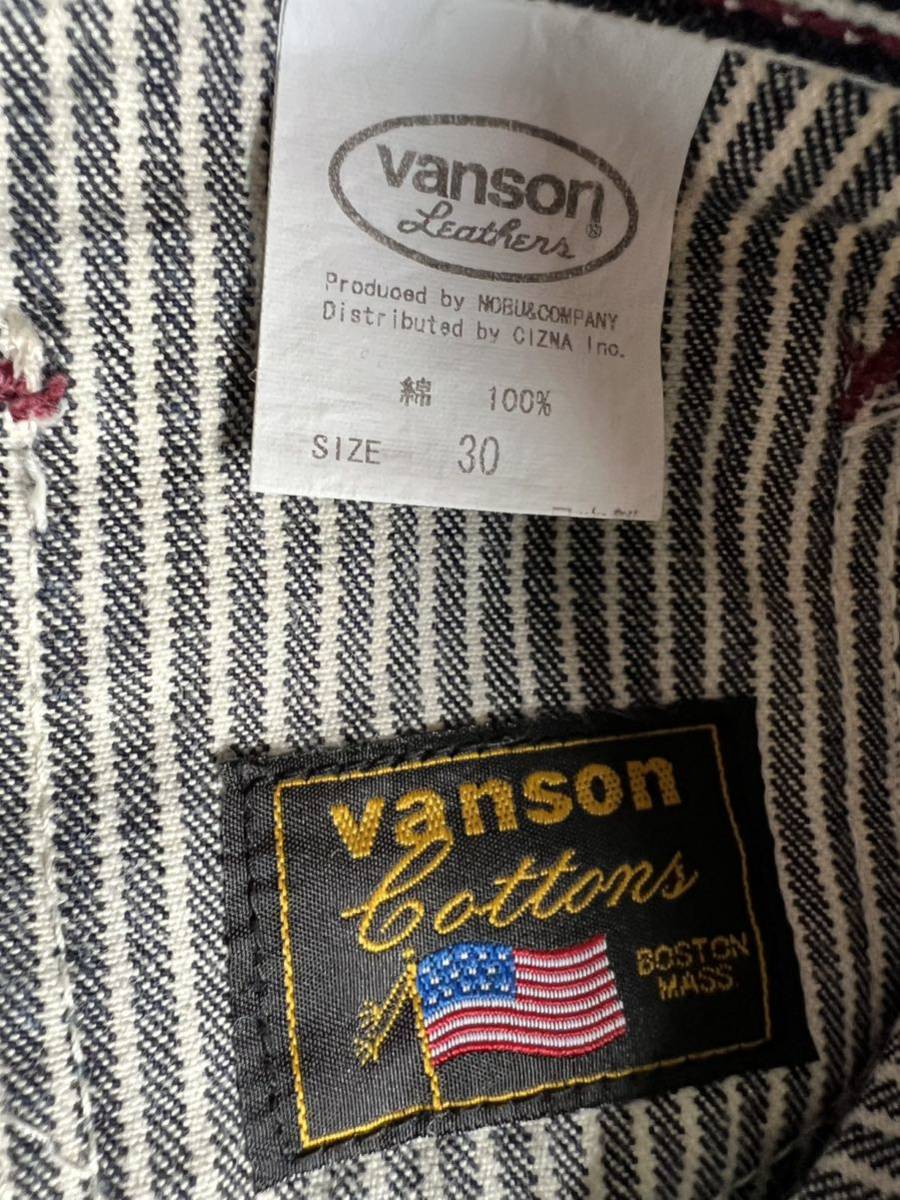 vanson
Leathers®
Produced by NOBU&COMPANY
Distributed by CIZNA Inc.
綿 100%
SIZE 30
vanson
Cottons
BOSTON
MASS.